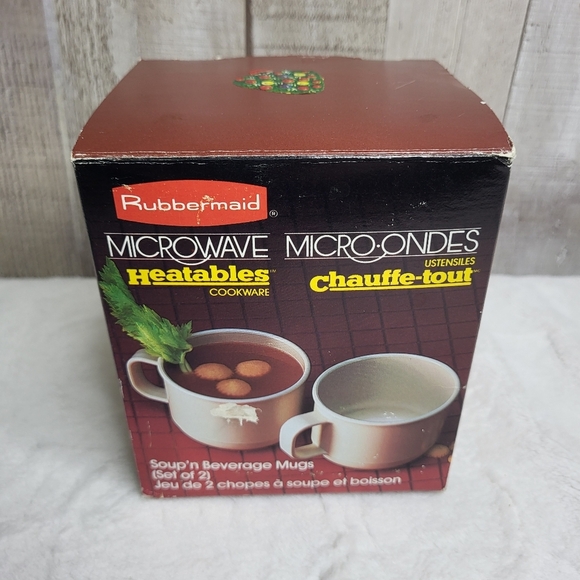 Rubbermaid ®
MICROWAVE
Heatables™
COOKWARE
MICRO-ONDES
USTENSILES
Chauffe-tout
Soup'n Beverage Mugs
(Set of 2)
Jeu de 2 chopes à soupe et boisson